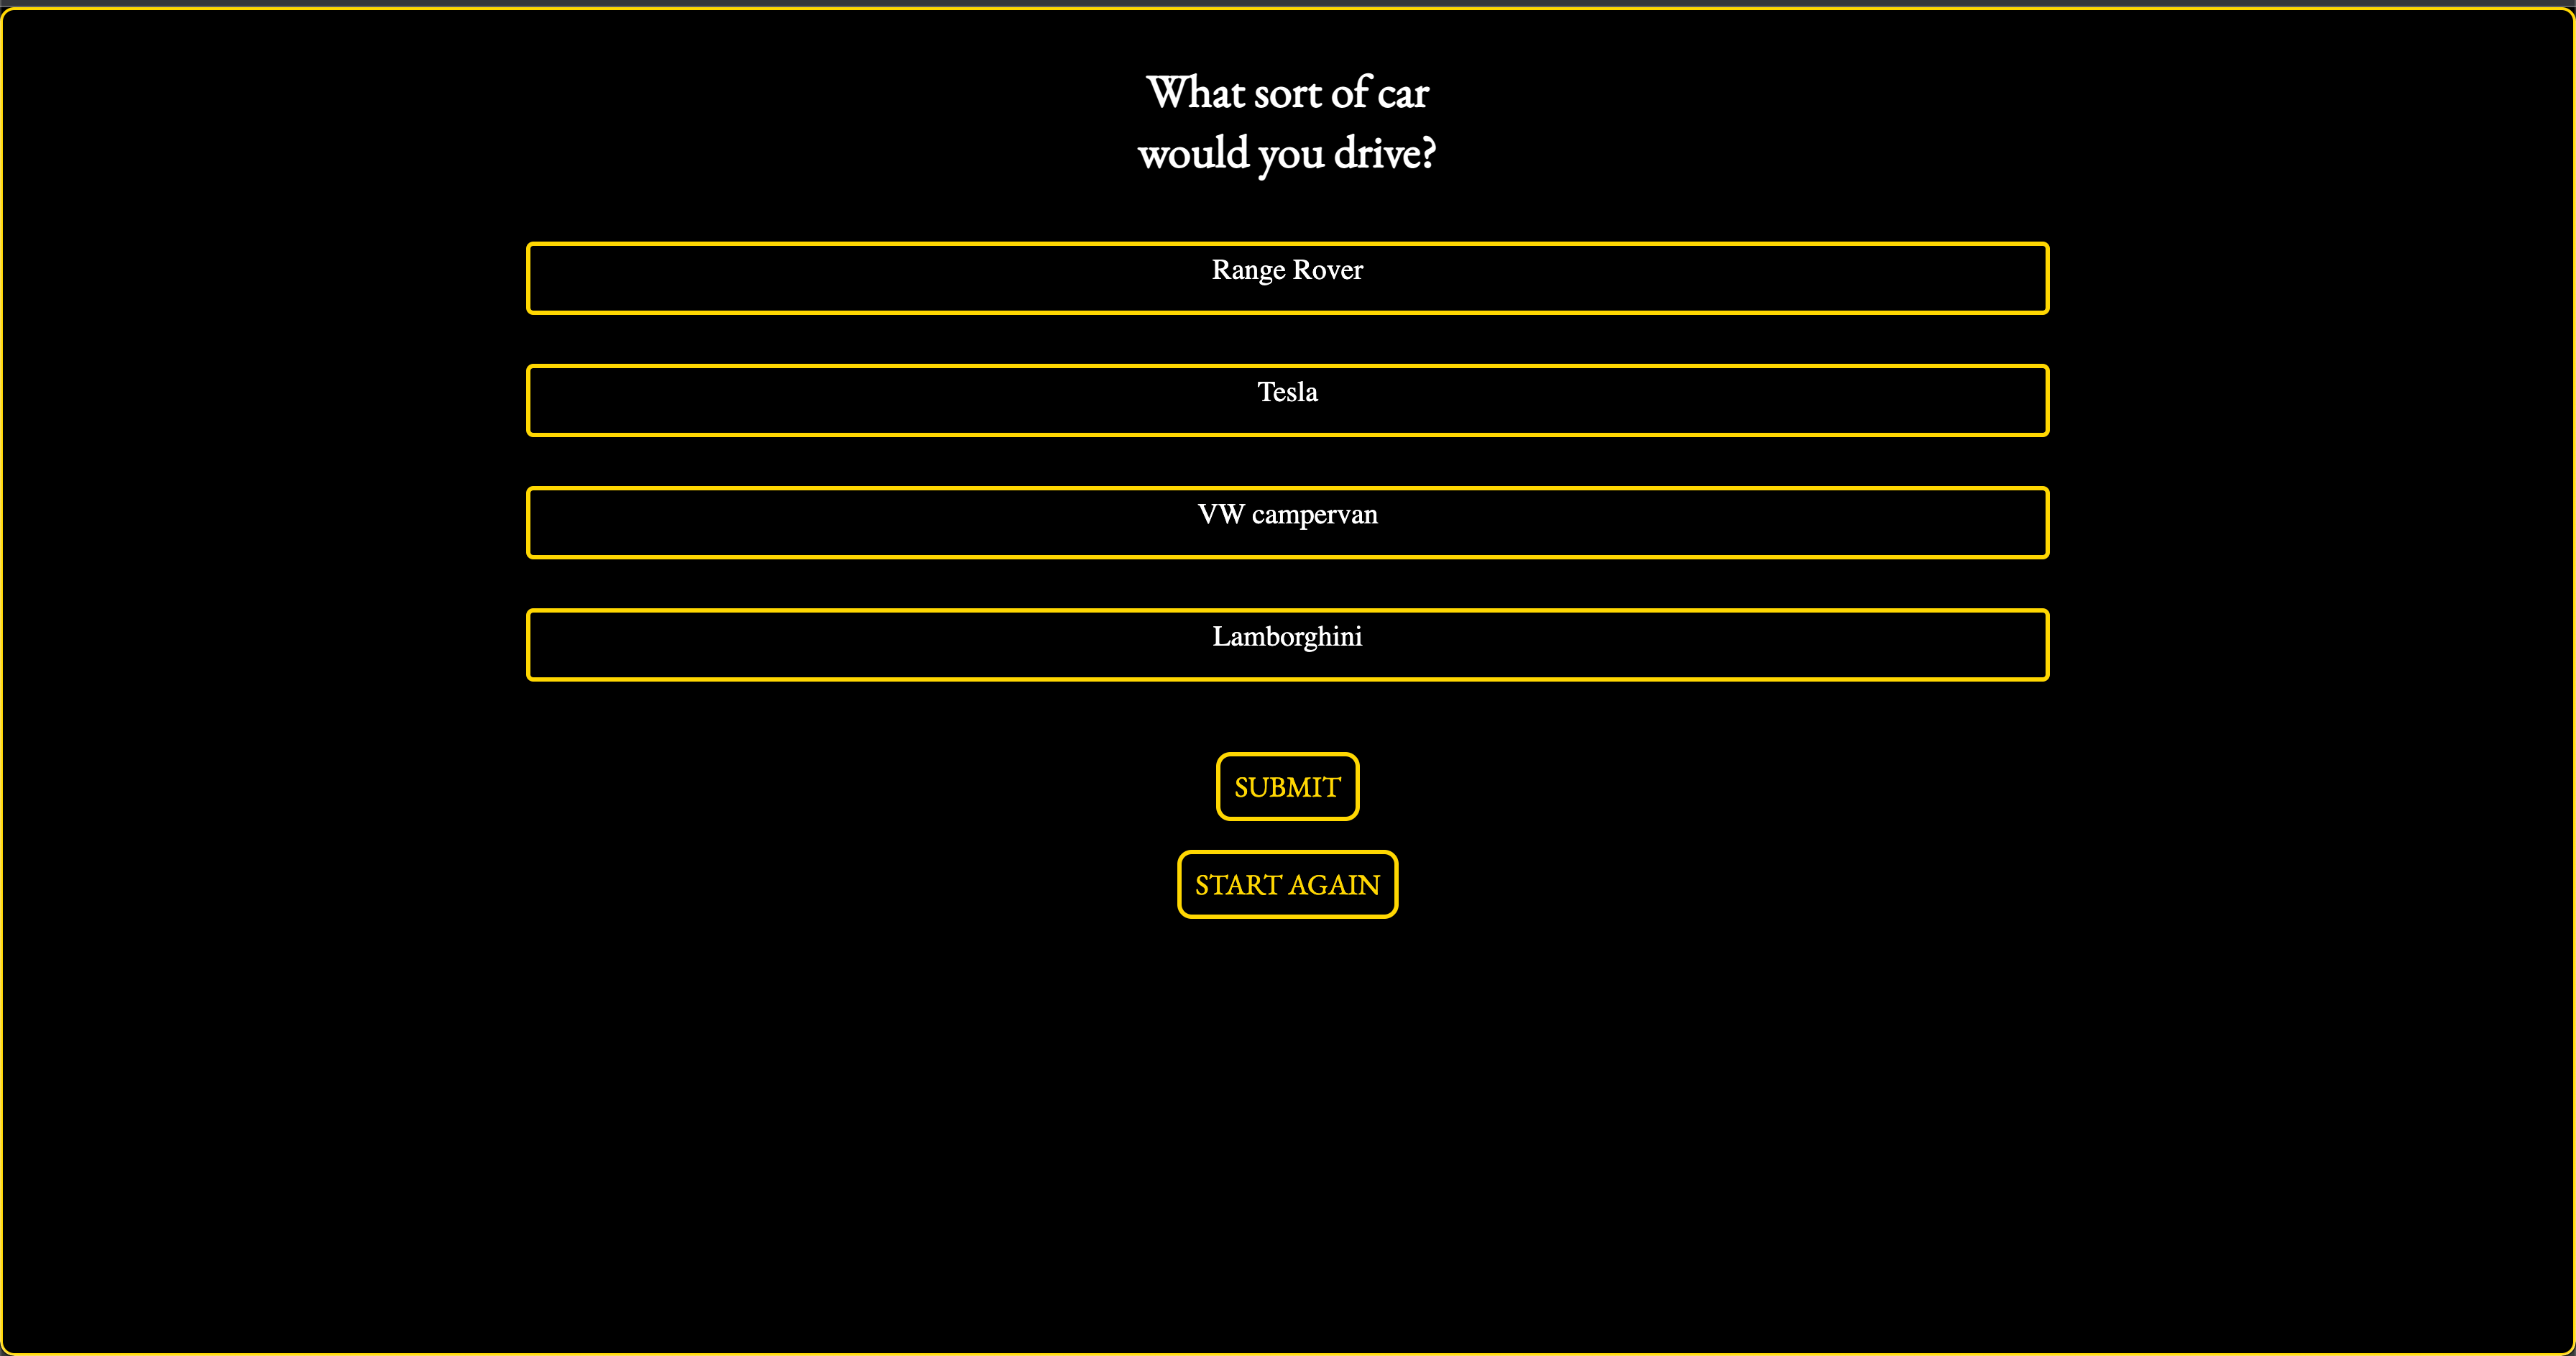 What sort of car
would you drive?
Range Rover
Tesla
VW campervan
Lamborghini
SUBMIT
START AGAIN